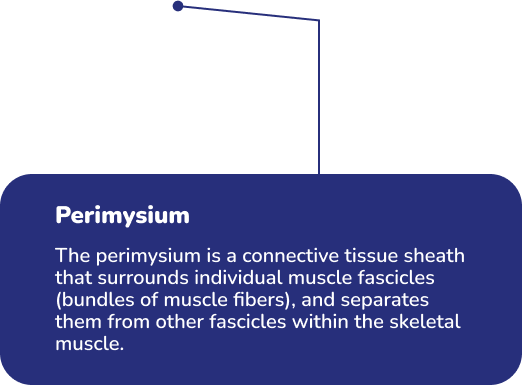 Perimysium
The perimysium is a connective tissue sheath
that surrounds individual muscle fascicles
(bundles of muscle fibers), and separates
them from other fascicles within the skeletal
muscle.